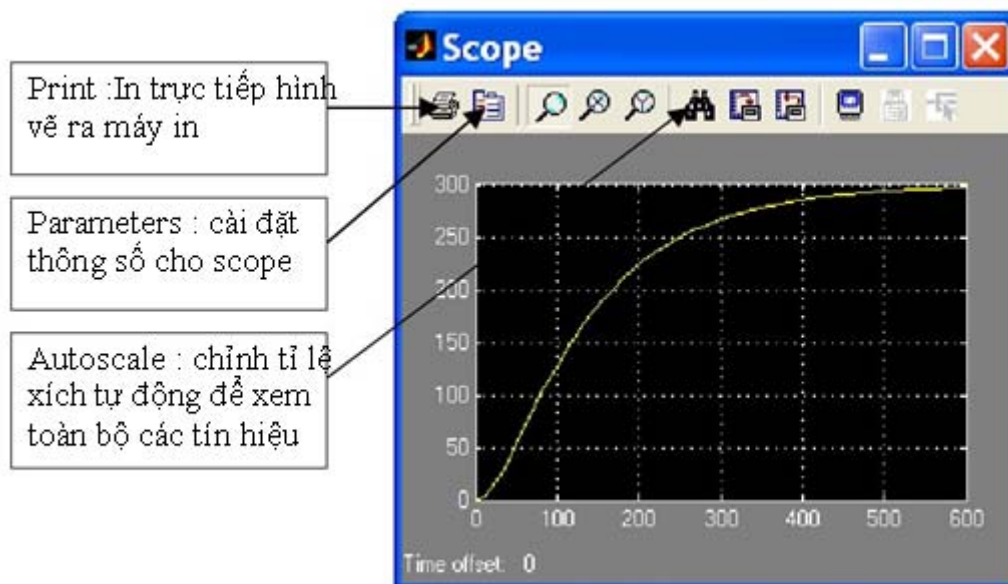 Scope
Print :In trực tiếp hình
vẽ ra máy in
Parameters : cài đặt
thông số cho scope
Autoscale : chỉnh tỉ lệ
xích tự động để xem
toàn bộ các tín hiệu
300
250
200
150
100
50
0
0 100 200 300 400 500 600
Time offset: 0